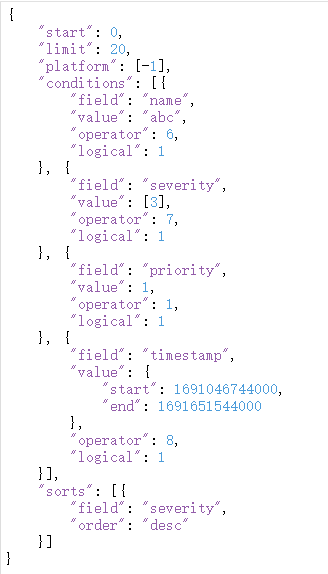 {
    "start": 0,
    "limit": 20,
    "platform": [-1],
    "conditions": [{
        "field": "name",
        "value": "abc",
        "operator": 6,
        "logical": 1
    }, {
        "field": "severity",
        "value": [3],
        "operator": 7,
        "logical": 1
    }, {
        "field": "priority",
        "value": 1,
        "operator": 1,
        "logical": 1
    }, {
        "field": "timestamp",
        "value": {
            "start": 1691046744000,
            "end": 1691651544000
        },
        "operator": 8,
        "logical": 1
    }],
    "sorts": [{
        "field": "severity",
        "order": "desc"
    }]
}